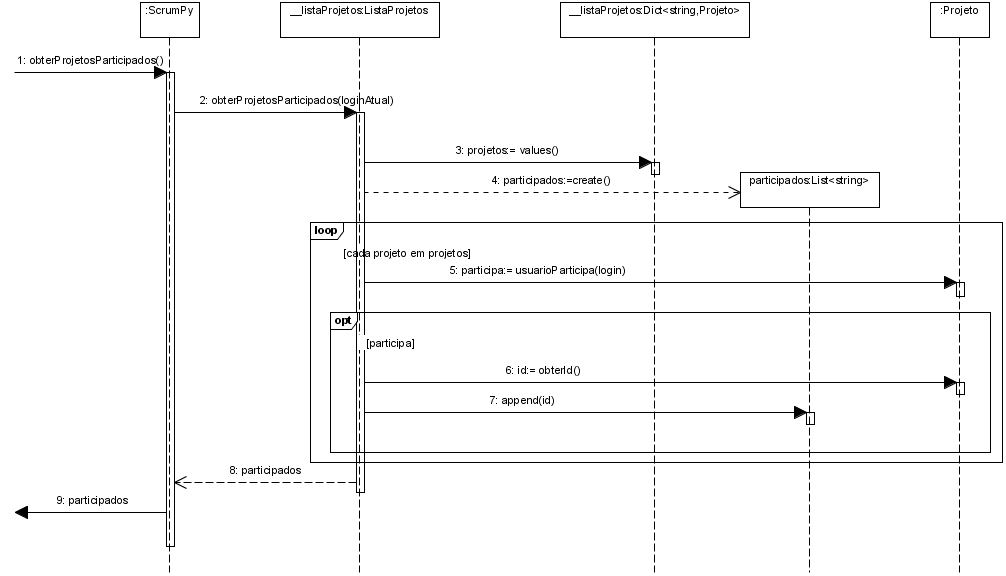 :ScrumPy
__listaProjetos:ListaProjetos
__listaProjetos:Dict<string,Projeto>
:Projeto
1: obterProjetosParticipados()
2: obterProjetosParticipados(loginAtual)
3: projetos:= values()
4: participados:=create()
participados:List<string>
loop
[cada projeto em projetos]
5: participa:= usuarioParticipa(login)
opt
[participa]
6: id:= obterId()
7: append(id)
8: participados
9: participados